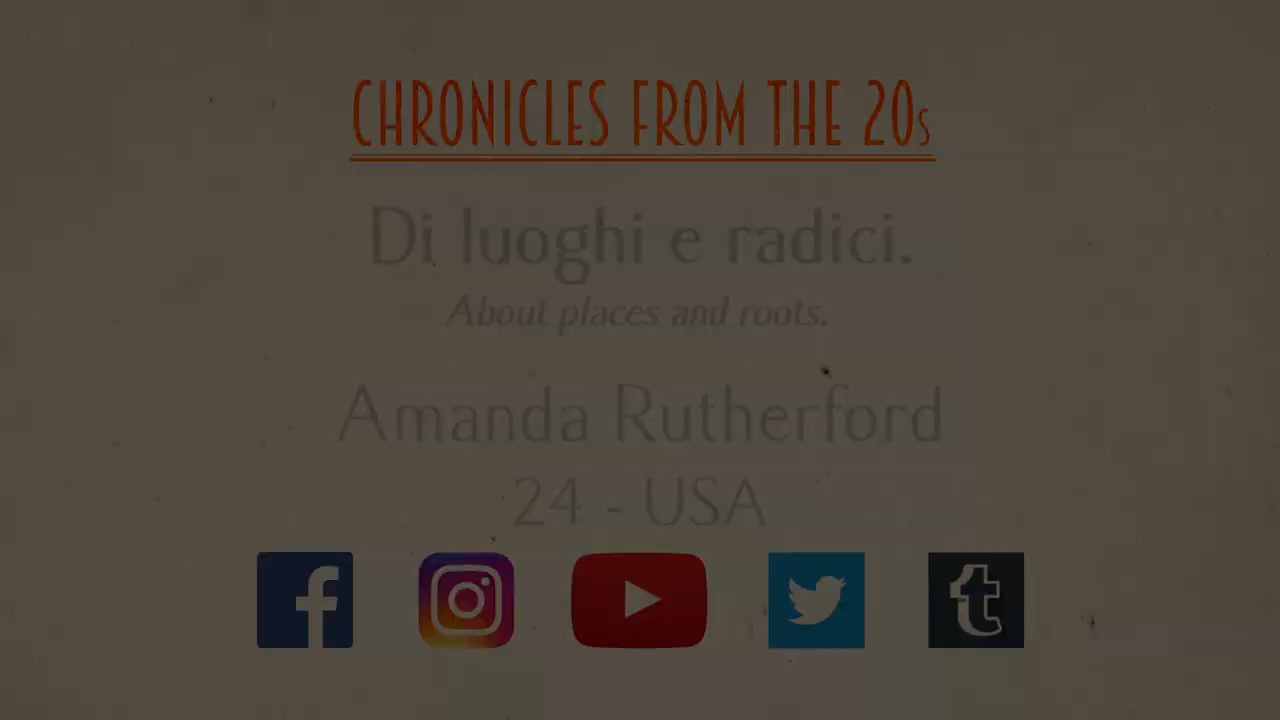 CHRONICLES FROM THE 20s
Di luoghi e radici.
About places and roots.
Amanda Rutherford
24 - USA